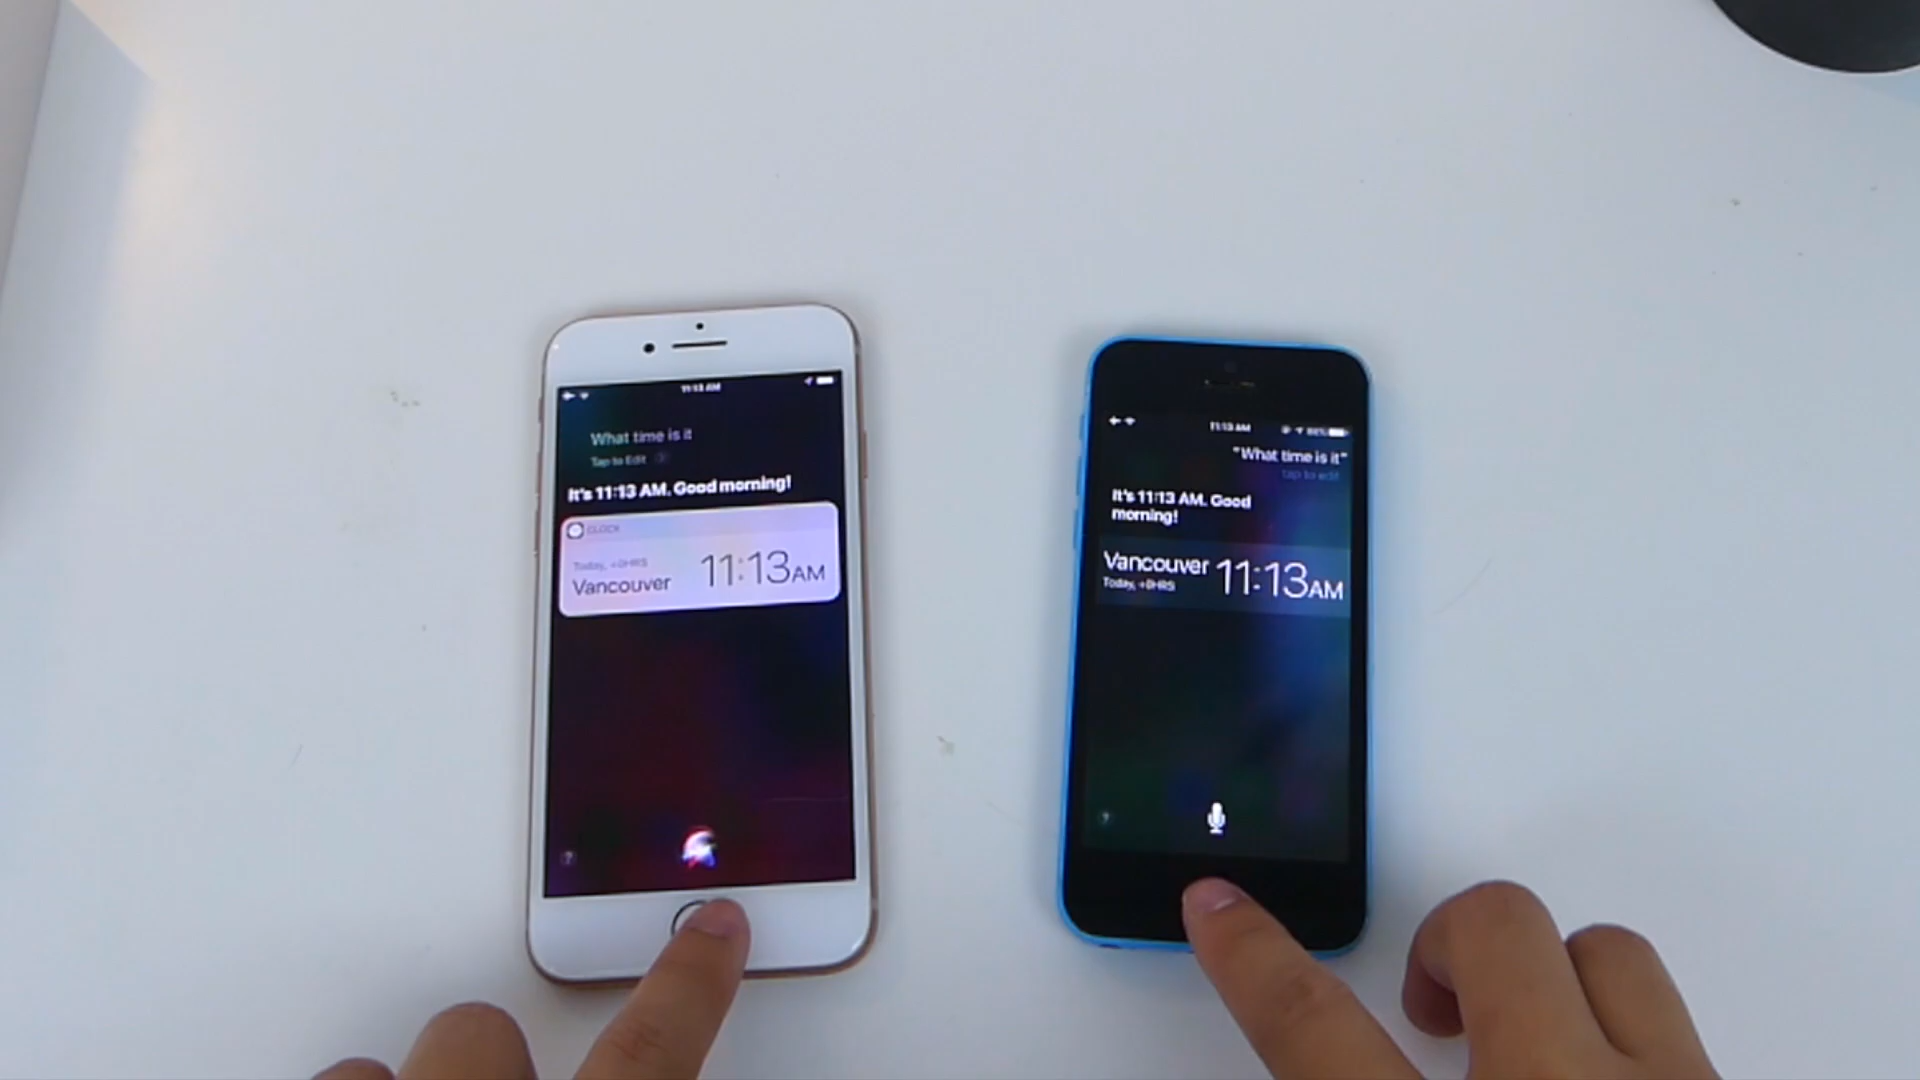 11:13 AM
What time is it
Tap to Edit
It's 11:13 AM. Good morning!
CLOCK
Today, +0HRS
Vancouver
11:13AM
?
11:13 AM
"What time is it"
tap to edit
It's 11:13 AM. Good
morning!
Vancouver
Today, +0HRS
11:13AM
?